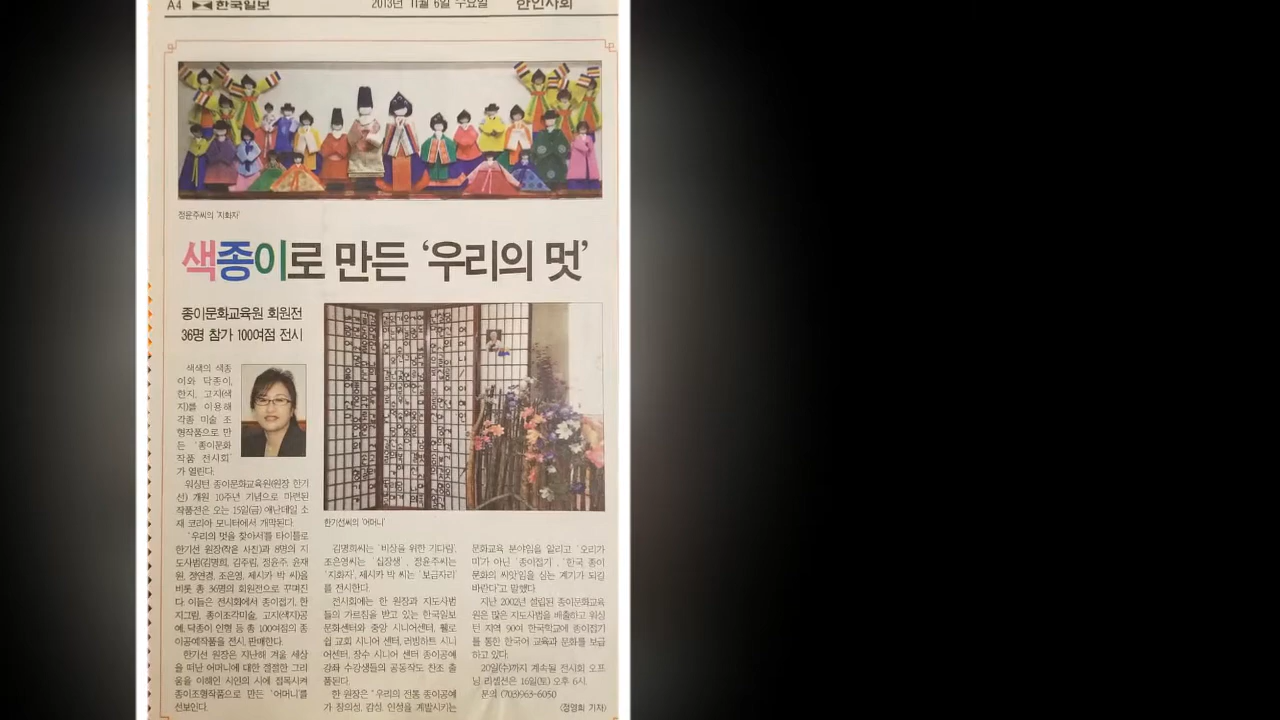 A4 한국일보 2013년 11월 6일 수요일 한인사회
정윤주씨의 '지화자'
색종이로 만든 '우리의 멋'
종이문화교육원 회원전
36명 참가 100여점 전시
색색의 색종
이와 닥종이,
한지, 고지(색
지)를 이용해
각종 미술 조
형작품으로 만
든 '종이문화
작품 전시회'
가 열린다.
워싱턴 종이문화교육원(원장 한기
선) 개원 10주년 기념으로 마련된
작품전은 오는 15일(금) 애난데일 소
재 코리아 모니터에서 개막된다.
'우리의 멋을 찾아서'를 타이틀로
한기선 원장(작은 사진)과 8명의 지
도사범(김명희, 김주림, 정윤주, 윤재
원, 정연경, 조은영, 제시카 박 씨)을
비롯 총 36명의 회원전으로 꾸며진
다. 이들은 전시회에서 종이접기, 한
지그림, 종이조각미술, 고지(색지)공
예, 닥종이 인형 등 총 100여점의 종
이공예작품을 전시, 판매한다.
한기선 원장은 지난해 겨울 세상
을 떠난 어머니에 대한 절절한 그리
움을 이해인 시인의 시에 접목시켜
종이조형작품으로 만든 '어머니'를
선보인다.
한기선씨의 '어머니'
김명희씨는 '비상을 위한 기다림',
조은영씨는 '십장생', 정윤주씨는
'지화자', 제시카 박 씨는 '보금자리'
를 전시한다.
전시회에는 한 원장과 지도사범
들의 가르침을 받고 있는 한국일보
문화센터와 중앙 시니어센터, 휄로
쉽 교회 시니어 센터, 러빙하트 시니
어센터, 장수 시니어 센터 종이공예
강좌 수강생들의 공동작도 찬조 출
품된다.
한 원장은 "우리의 전통 종이공예
가 창의성, 감성, 인성을 계발시키는
문화교육 분야임을 알리고 '오리가
미'가 아닌 '종이접기', '한국 종이
문화의 씨앗'임을 심는 계기가 되길
바란다"고 말했다.
지난 2002년 설립된 종이문화교육
원은 많은 지도사범을 배출하고 워싱
턴 지역 90여 한국학교에 종이접기
를 통한 한국어 교육과 문화를 보급
하고 있다.
20일(수)까지 계속될 전시회 오프
닝 리셉션은 16일(토) 오후 6시.
문의 (703)963-6050
<정영희 기자>